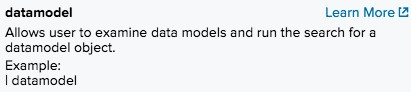 datamodel Learn More
Allows user to examine data models and run the search for a
datamodel object.
Example:
| datamodel